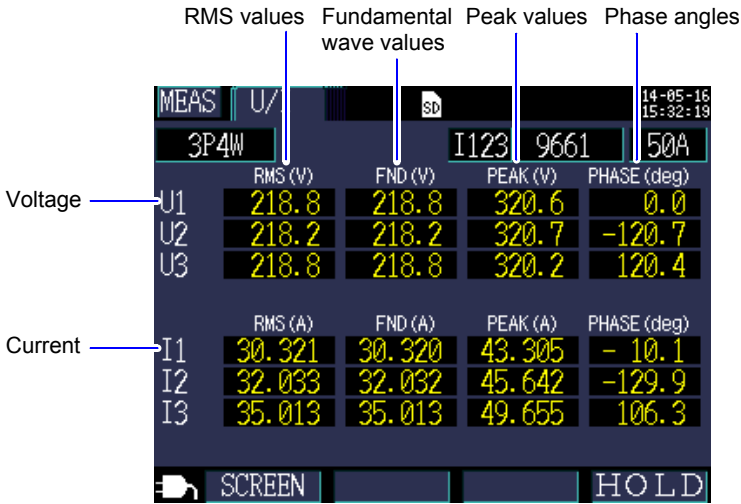 RMS values Fundamental wave values Peak values Phase angles
MEAS U/ SD 14-05-16 15:32:19
3P4W I123 9661 50A
RMS(V) FND(V) PEAK(V) PHASE(deg)
Voltage
U1 218.8 218.8 320.6 0.0
U2 218.2 218.2 320.7 -120.7
U3 218.8 218.8 320.2 120.4
RMS(A) FND(A) PEAK(A) PHASE(deg)
Current
I1 30.321 30.320 43.305 - 10.1
I2 32.033 32.032 45.642 -129.9
I3 35.013 35.013 49.655 106.3
SCREEN HOLD